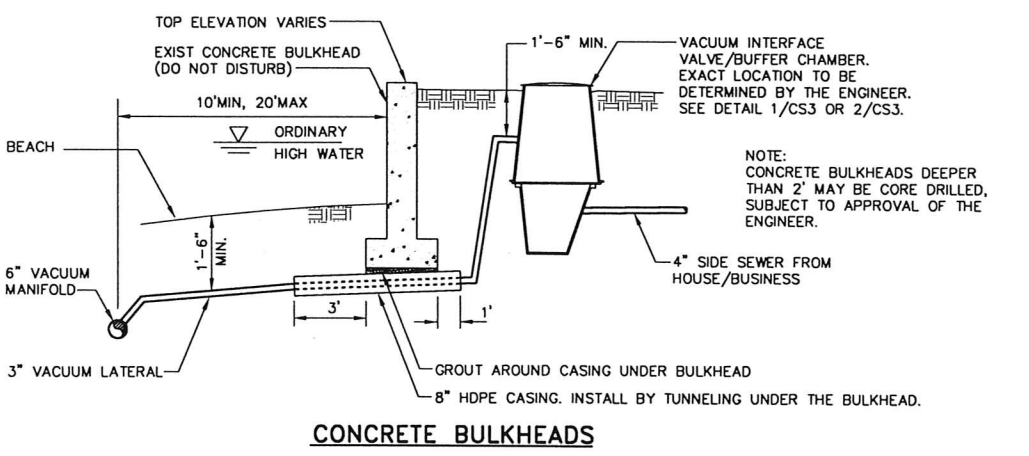 TOP ELEVATION VARIES
EXIST CONCRETE BULKHEAD
(DO NOT DISTURB)
10'MIN, 20'MAX
ORDINARY
HIGH WATER
BEACH
1'-6"
MIN.
6" VACUUM
MANIFOLD
3" VACUUM LATERAL
3'
1'
1'-6" MIN.
VACUUM INTERFACE
VALVE/BUFFER CHAMBER.
EXACT LOCATION TO BE
DETERMINED BY THE ENGINEER.
SEE DETAIL 1/CS3 OR 2/CS3.
NOTE:
CONCRETE BULKHEADS DEEPER
THAN 2' MAY BE CORE DRILLED,
SUBJECT TO APPROVAL OF THE
ENGINEER.
4" SIDE SEWER FROM
HOUSE/BUSINESS
GROUT AROUND CASING UNDER BULKHEAD
8" HDPE CASING. INSTALL BY TUNNELING UNDER THE BULKHEAD.
CONCRETE BULKHEADS